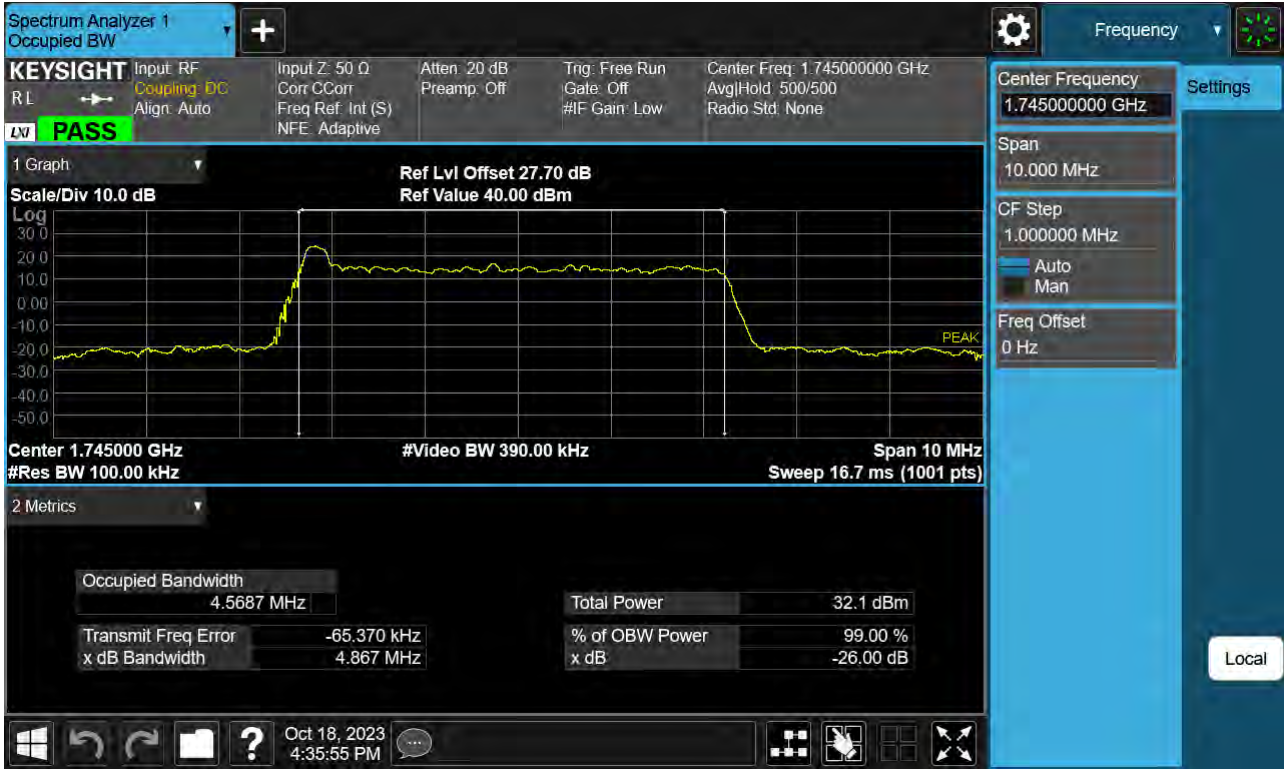 Spectrum Analyzer 1
Occupied BW
+
Frequency
KEYSIGHT
R L
LXI
PASS
Input: RF
Coupling: DC
Align: Auto
Input Z: 50 Ω
Corr CCorr
Freq Ref: Int (S)
NFE: Adaptive
Atten: 20 dB
Preamp: Off
Trig: Free Run
Gate: Off
#IF Gain: Low
Center Freq: 1.745000000 GHz
Avg|Hold: 500/500
Radio Std: None
Center Frequency
1.745000000 GHz
Settings
Span
10.000 MHz
CF Step
1.000000 MHz
Auto
Man
Freq Offset
0 Hz
1 Graph
Scale/Div 10.0 dB
Ref Lvl Offset 27.70 dB
Ref Value 40.00 dBm
Log
30.0
20.0
10.0
0.00
-10.0
-20.0
-30.0
-40.0
-50.0
PEAK
Center 1.745000 GHz
#Video BW 390.00 kHz
Span 10 MHz
#Res BW 100.00 kHz
Sweep 16.7 ms (1001 pts)
2 Metrics
Occupied Bandwidth
4.5687 MHz
Total Power 32.1 dBm
Transmit Freq Error -65.370 kHz
% of OBW Power 99.00 %
x dB Bandwidth 4.867 MHz
x dB -26.00 dB
Local
?
Oct 18, 2023
4:35:55 PM